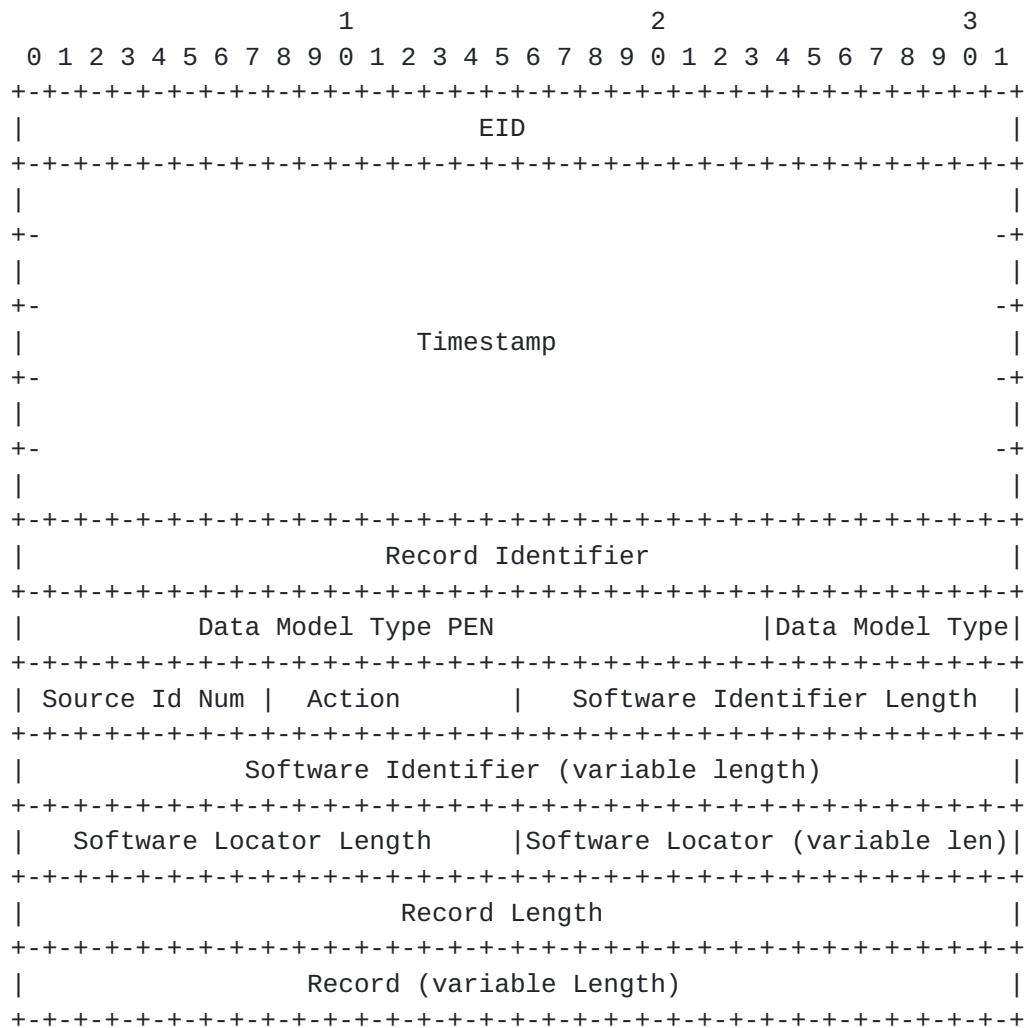 1                   2                   3
 0 1 2 3 4 5 6 7 8 9 0 1 2 3 4 5 6 7 8 9 0 1 2 3 4 5 6 7 8 9 0 1
+-+-+-+-+-+-+-+-+-+-+-+-+-+-+-+-+-+-+-+-+-+-+-+-+-+-+-+-+-+-+-+-+
|                             EID                               |
+-+-+-+-+-+-+-+-+-+-+-+-+-+-+-+-+-+-+-+-+-+-+-+-+-+-+-+-+-+-+-+-+
|                                                               |
+-                                                             -+
|                                                               |
+-                                                             -+
|                         Timestamp                             |
+-                                                             -+
|                                                               |
+-                                                             -+
|                                                               |
+-+-+-+-+-+-+-+-+-+-+-+-+-+-+-+-+-+-+-+-+-+-+-+-+-+-+-+-+-+-+-+-+
|                       Record Identifier                       |
+-+-+-+-+-+-+-+-+-+-+-+-+-+-+-+-+-+-+-+-+-+-+-+-+-+-+-+-+-+-+-+-+
|           Data Model Type PEN                 |Data Model Type|
+-+-+-+-+-+-+-+-+-+-+-+-+-+-+-+-+-+-+-+-+-+-+-+-+-+-+-+-+-+-+-+-+
| Source Id Num |  Action       |   Software Identifier Length  |
+-+-+-+-+-+-+-+-+-+-+-+-+-+-+-+-+-+-+-+-+-+-+-+-+-+-+-+-+-+-+-+-+
|              Software Identifier (variable length)            |
+-+-+-+-+-+-+-+-+-+-+-+-+-+-+-+-+-+-+-+-+-+-+-+-+-+-+-+-+-+-+-+-+
|   Software Locator Length     |Software Locator (variable len)|
+-+-+-+-+-+-+-+-+-+-+-+-+-+-+-+-+-+-+-+-+-+-+-+-+-+-+-+-+-+-+-+-+
|                        Record Length                          |
+-+-+-+-+-+-+-+-+-+-+-+-+-+-+-+-+-+-+-+-+-+-+-+-+-+-+-+-+-+-+-+-+
|                  Record (variable Length)                     |
+-+-+-+-+-+-+-+-+-+-+-+-+-+-+-+-+-+-+-+-+-+-+-+-+-+-+-+-+-+-+-+-+